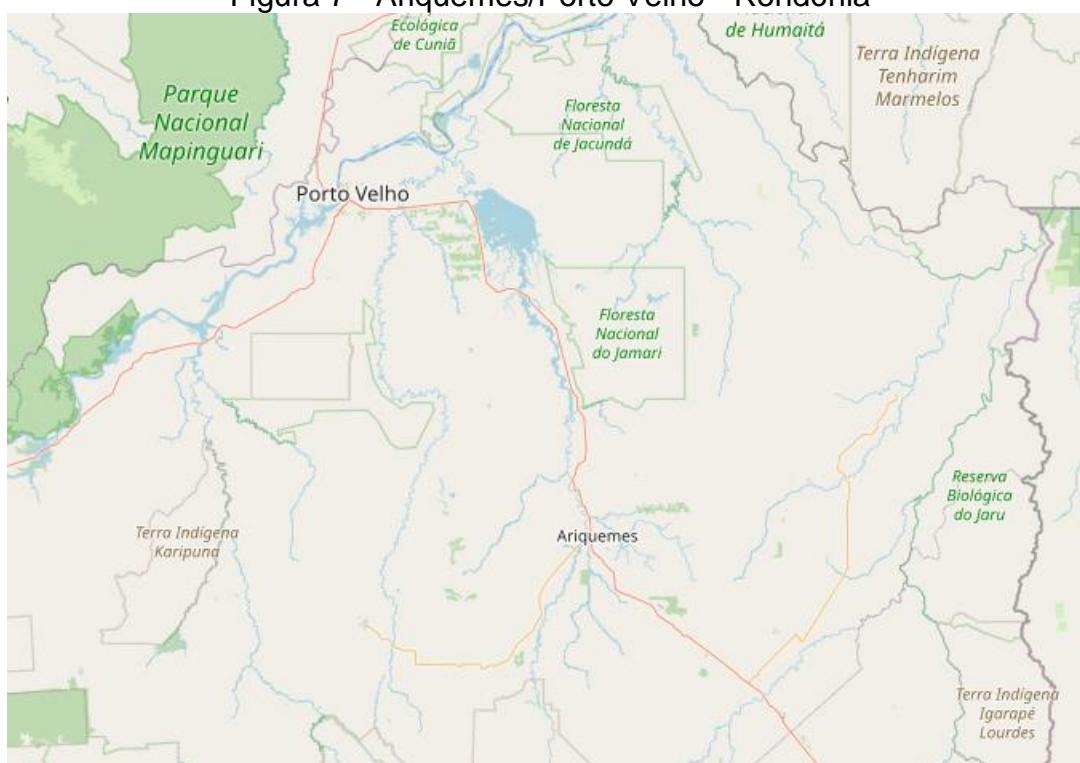 Figura 7 - Ariquemes/Porto Velho - Rondônia
Ecológica
de Cuniã
de Humaitá
Terra Indígena
Tenharim
Marmelos
Parque
Nacional
Mapinguari
Floresta
Nacional
de Jacundá
Porto Velho
Floresta
Nacional
do Jamari
Reserva
Biológica
do Jaru
Terra Indígena
Karipuna
Ariquemes
Terra Indígena
Igarapé
Lourdes